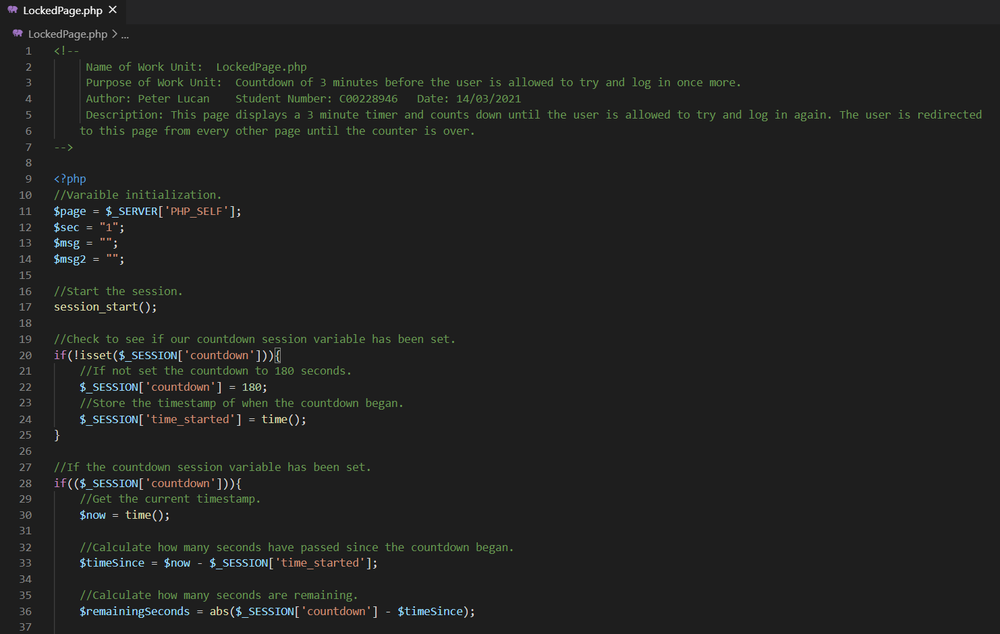 LockedPage.php ×
LockedPage.php > ...
1 <!--
2 Name of Work Unit: LockedPage.php
3 Purpose of Work Unit: Countdown of 3 minutes before the user is allowed to try and log in once more.
4 Author: Peter Lucan Student Number: C00228946 Date: 14/03/2021
5 Description: This page displays a 3 minute timer and counts down until the user is allowed to try and log in again. The user is redirected
6 to this page from every other page until the counter is over.
7 -->
8
9 <?php
10 //Varaible initialization.
11 $page = $_SERVER['PHP_SELF'];
12 $sec = "1";
13 $msg = "";
14 $msg2 = "";
15
16 //Start the session.
17 session_start();
18
19 //Check to see if our countdown session variable has been set.
20 if(!isset($_SESSION['countdown'])){
21 //If not set the countdown to 180 seconds.
22 $_SESSION['countdown'] = 180;
23 //Store the timestamp of when the countdown began.
24 $_SESSION['time_started'] = time();
25 }
26
27 //If the countdown session variable has been set.
28 if(($_SESSION['countdown'])){
29 //Get the current timestamp.
30 $now = time();
31
32 //Calculate how many seconds have passed since the countdown began.
33 $timeSince = $now - $_SESSION['time_started'];
34
35 //Calculate how many seconds are remaining.
36 $remainingSeconds = abs($_SESSION['countdown'] - $timeSince);
37